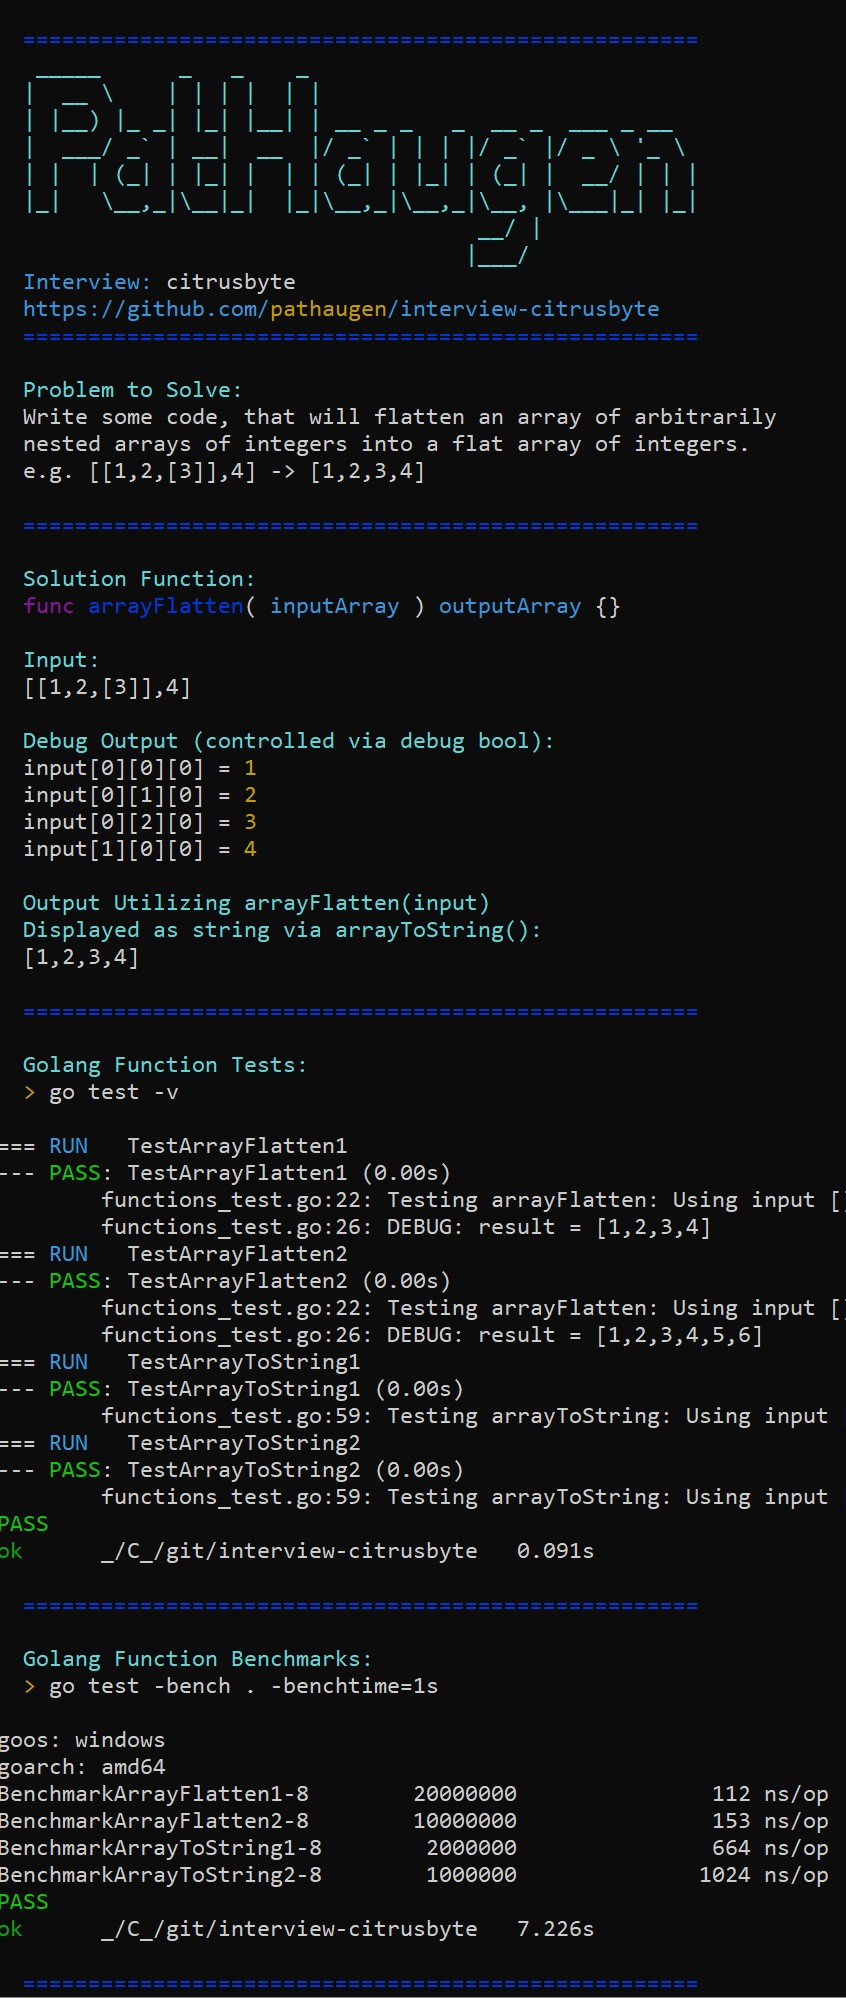 ====================================================
PatHaugen
Interview: citrusbyte
https://github.com/pathaugen/interview-citrusbyte
====================================================
Problem to Solve:
Write some code, that will flatten an array of arbitrarily
nested arrays of integers into a flat array of integers.
e.g. [[1,2,[3]],4] -> [1,2,3,4]
====================================================
Solution Function:
func arrayFlatten( inputArray ) outputArray {}
Input:
[[1,2,[3]],4]
Debug Output (controlled via debug bool):
input[0][0][0] = 1
input[0][1][0] = 2
input[0][2][0] = 3
input[1][0][0] = 4
Output Utilizing arrayFlatten(input)
Displayed as string via arrayToString():
[1,2,3,4]
====================================================
Golang Function Tests:
> go test -v
=== RUN   TestArrayFlatten1
--- PASS: TestArrayFlatten1 (0.00s)
        functions_test.go:22: Testing arrayFlatten: Using input [
        functions_test.go:26: DEBUG: result = [1,2,3,4]
=== RUN   TestArrayFlatten2
--- PASS: TestArrayFlatten2 (0.00s)
        functions_test.go:22: Testing arrayFlatten: Using input [
        functions_test.go:26: DEBUG: result = [1,2,3,4,5,6]
=== RUN   TestArrayToString1
--- PASS: TestArrayToString1 (0.00s)
        functions_test.go:59: Testing arrayToString: Using input
=== RUN   TestArrayToString2
--- PASS: TestArrayToString2 (0.00s)
        functions_test.go:59: Testing arrayToString: Using input
PASS
ok      _/C_/git/interview-citrusbyte   0.091s
====================================================
Golang Function Benchmarks:
> go test -bench . -benchtime=1s
goos: windows
goarch: amd64
BenchmarkArrayFlatten1-8        20000000               112 ns/op
BenchmarkArrayFlatten2-8        10000000               153 ns/op
BenchmarkArrayToString1-8        2000000               664 ns/op
BenchmarkArrayToString2-8        1000000              1024 ns/op
PASS
ok      _/C_/git/interview-citrusbyte   7.226s
====================================================